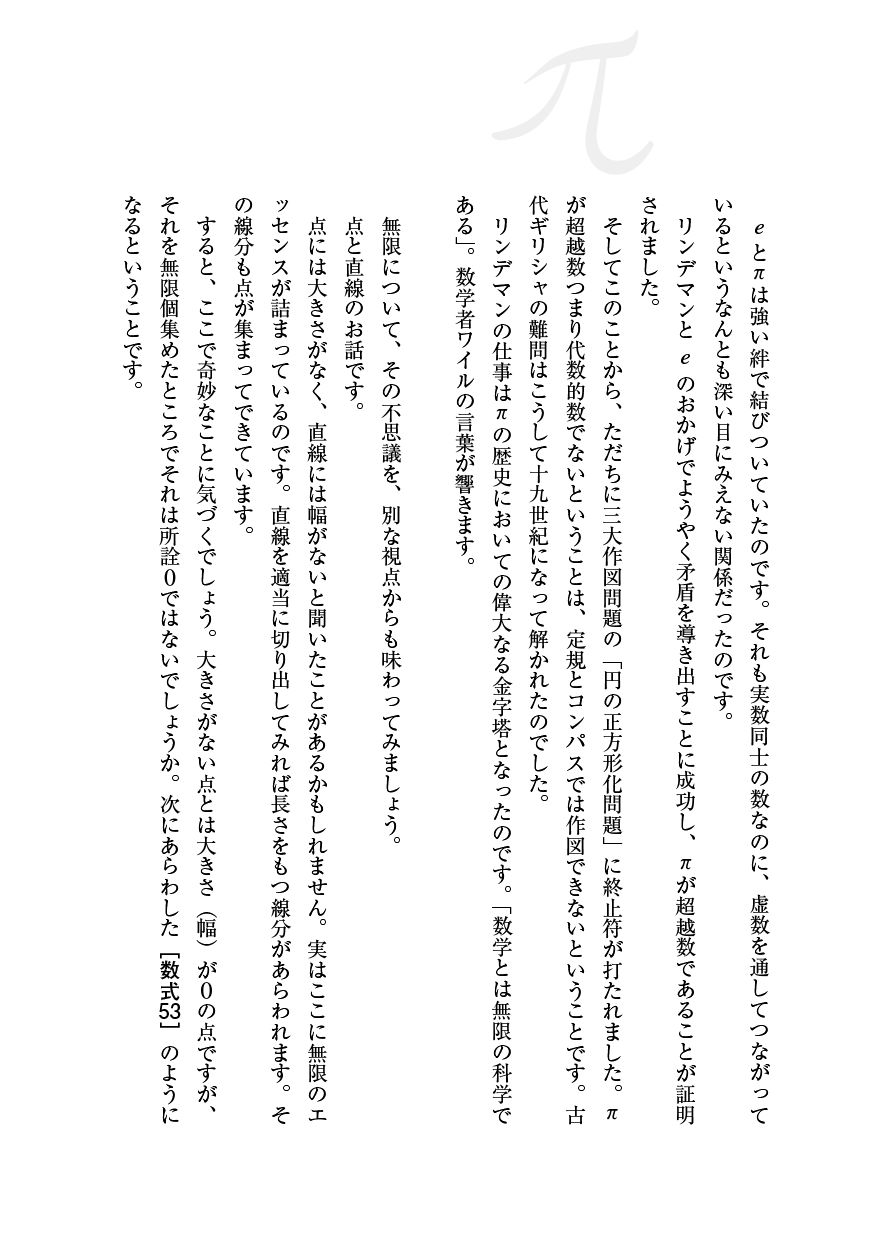 π
eとπは強い絆で結びついていたのです。それも実数同士の数なのに、虚数を通してつながって
いるというなんとも深い目にみえない関係だったのです。
リンデマンとeのおかげでようやく矛盾を導き出すことに成功し、πが超越数であることが証明
されました。
そしてこのことから、ただちに三大作図問題の「円の正方形化問題」に終止符が打たれました。π
が超越数つまり代数的数でないということは、定規とコンパスでは作図できないということです。古
代ギリシャの難問はこうして十九世紀になって解かれたのでした。
リンデマンの仕事はπの歴史においての偉大なる金字塔となったのです。「数学とは無限の科学で
ある」。数学者ワイルの言葉が響きます。
無限について、その不思議を、別な視点からも味わってみましょう。
点と直線のお話です。
点には大きさがなく、直線には幅がないと聞いたことがあるかもしれません。実はここに無限のエ
ッセンスが詰まっているのです。直線を適当に切り出してみれば長さをもつ線分があらわれます。そ
の線分も点が集まってできています。
すると、ここで奇妙なことに気づくでしょう。大きさがない点とは大きさ（幅）が0の点ですが、
それを無限個集めたところでそれは所詮0ではないでしょうか。次にあらわした［数式53］のように
なるということです。